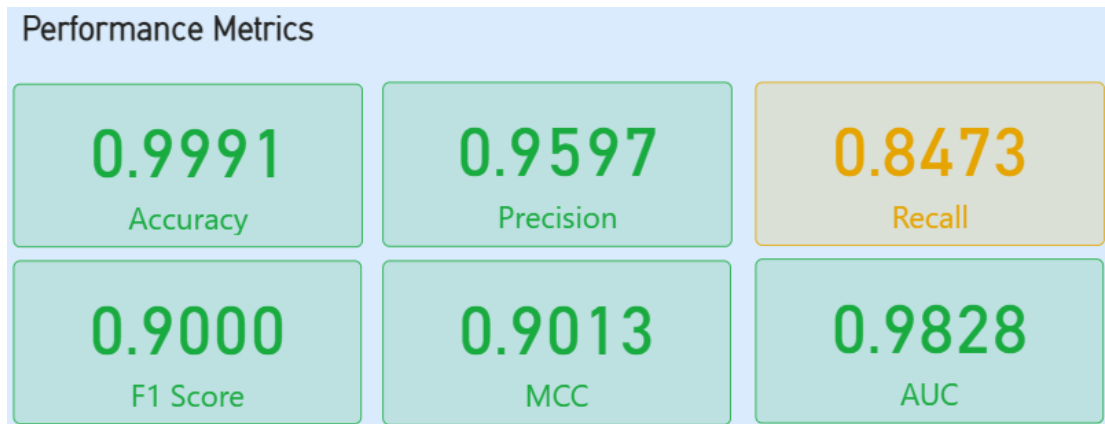 Performance Metrics
0.9991
Accuracy
0.9597
Precision
0.8473
Recall
0.9000
F1 Score
0.9013
MCC
0.9828
AUC